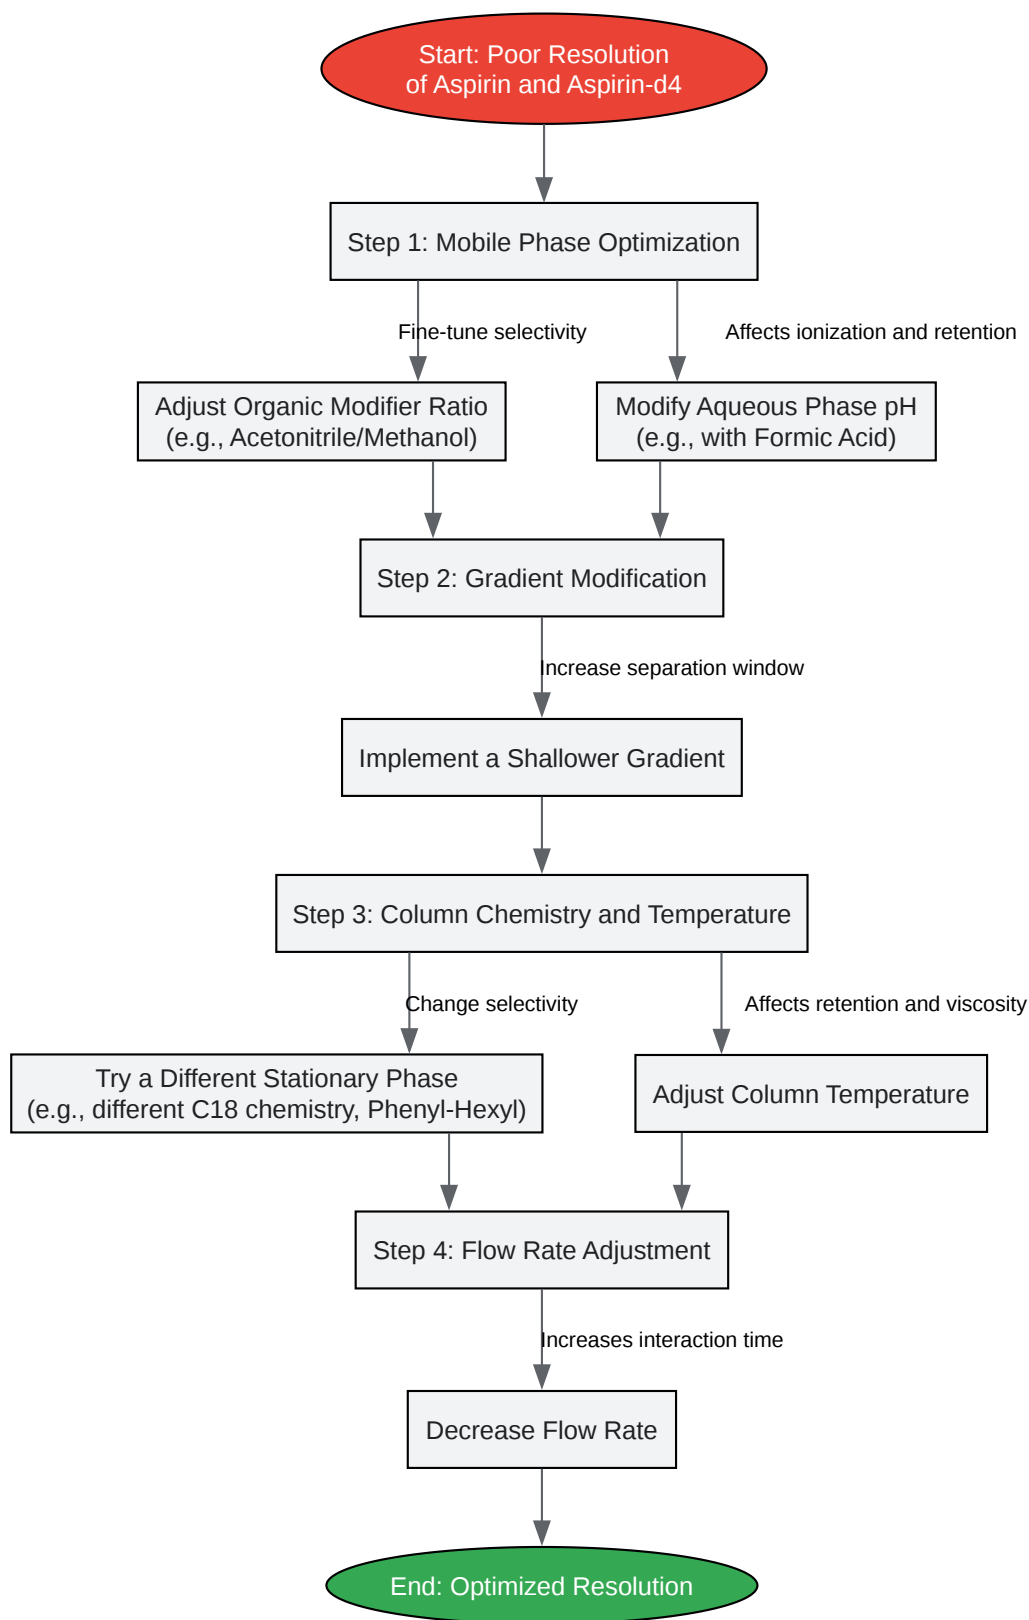 Start: Poor Resolution
of Aspirin and Aspirin-d4
Step 1: Mobile Phase Optimization
Fine-tune selectivity
Affects ionization and retention
Adjust Organic Modifier Ratio
(e.g., Acetonitrile/Methanol)
Modify Aqueous Phase pH
(e.g., with Formic Acid)
Step 2: Gradient Modification
Increase separation window
Implement a Shallower Gradient
Step 3: Column Chemistry and Temperature
Change selectivity
Affects retention and viscosity
Try a Different Stationary Phase
(e.g., different C18 chemistry, Phenyl-Hexyl)
Adjust Column Temperature
Step 4: Flow Rate Adjustment
Increases interaction time
Decrease Flow Rate
End: Optimized Resolution